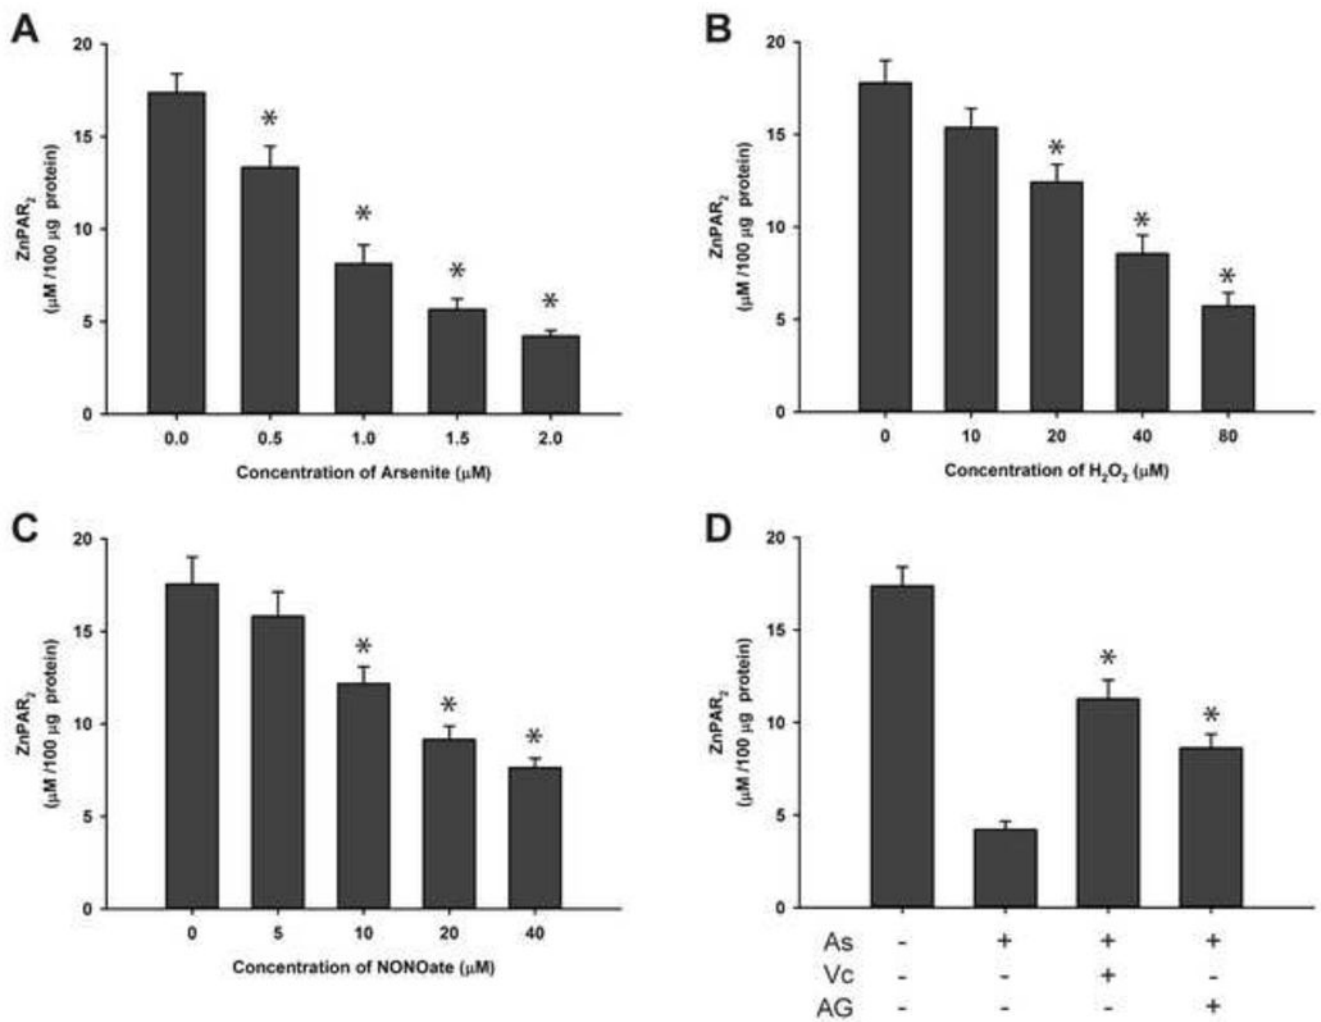 A
20
15
10
5
0
ZnPAR2
(μM /100 μg protein)
*
*
*
*
0.0 0.5 1.0 1.5 2.0
Concentration of Arsenite (μM)
B
20
15
10
5
0
ZnPAR2
(μM /100 μg protein)
*
*
*
0 10 20 40 80
Concentration of H2O2 (μM)
C
20
15
10
5
0
ZnPAR2
(μM /100 μg protein)
*
*
*
0 5 10 20 40
Concentration of NONOate (μM)
D
20
15
10
5
0
ZnPAR2
(μM /100 μg protein)
*
*
As - + + +
Vc - - + -
AG - - - +